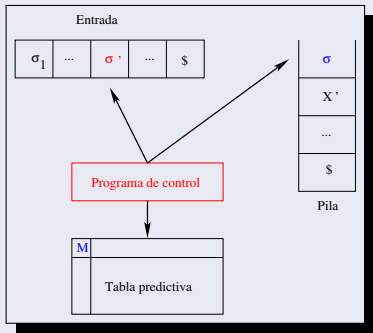 Entrada
σ1 ... σ' ... $
σ
X'
...
$
Pila
Programa de control
M
Tabla predictiva